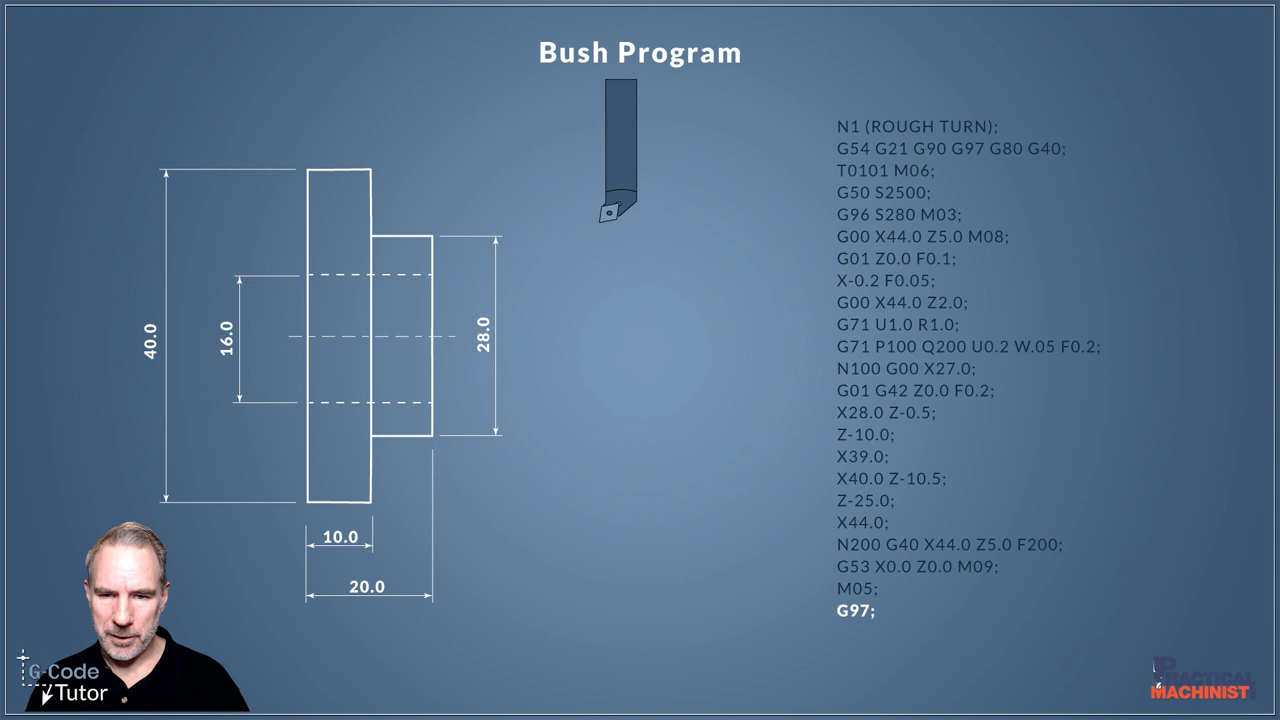 Bush Program
N1 (ROUGH TURN);
G54 G21 G90 G97 G80 G40;
T0101 M06;
G50 S2500;
G96 S280 M03;
G00 X44.0 Z5.0 M08;
G01 Z0.0 F0.1;
X-0.2 F0.05;
G00 X44.0 Z2.0;
G71 U1.0 R1.0;
G71 P100 Q200 U0.2 W.05 F0.2;
N100 G00 X27.0;
G01 G42 Z0.0 F0.2;
X28.0 Z-0.5;
Z-10.0;
X39.0;
X40.0 Z-10.5;
Z-25.0;
X44.0;
N200 G40 X44.0 Z5.0 F200;
G53 X0.0 Z0.0 M09;
M05;
G97;
40.0
16.0
28.0
10.0
20.0
G-Code
Tutor
PRACTICAL
MACHINIST